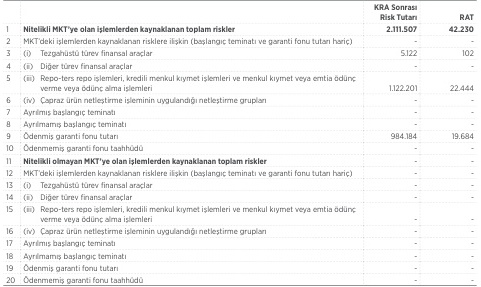 KRA Sonrası
Risk Tutarı RAT
1 Nitelikli MKT'ye olan işlemlerden kaynaklanan toplam riskler 2.111.507 42.230
2 MKT'deki işlemlerden kaynaklanan risklere ilişkin (başlangıç teminatı ve garanti fonu tutarı hariç) - -
3 (i) Tezgahüstü türev finansal araçlar 5.122 102
4 (ii) Diğer türev finansal araçlar - -
5 (iii) Repo-ters repo işlemleri, kredili menkul kıymet işlemleri ve menkul kıymet veya emtia ödünç
verme veya ödünç alma işlemleri 1.122.201 22.444
6 (iv) Çapraz ürün netleştirme işleminin uygulandığı netleştirme grupları - -
7 Ayrılmış başlangıç teminatı - -
8 Ayrılmamış başlangıç teminatı - -
9 Ödenmiş garanti fonu tutarı 984.184 19.684
10 Ödenmemiş garanti fonu taahhüdü - -
11 Nitelikli olmayan MKT'ye olan işlemlerden kaynaklanan toplam riskler - -
12 MKT'deki işlemlerden kaynaklanan risklere ilişkin (başlangıç teminatı ve garanti fonu tutarı hariç) - -
13 (i) Tezgahüstü türev finansal araçlar - -
14 (ii) Diğer türev finansal araçlar - -
15 (iii) Repo-ters repo işlemleri, kredili menkul kıymet işlemleri ve menkul kıymet veya emtia ödünç
verme veya ödünç alma işlemleri - -
16 (iv) Çapraz ürün netleştirme işleminin uygulandığı netleştirme grupları - -
17 Ayrılmış başlangıç teminatı - -
18 Ayrılmamış başlangıç teminatı - -
19 Ödenmiş garanti fonu tutarı - -
20 Ödenmemiş garanti fonu taahhüdü - -